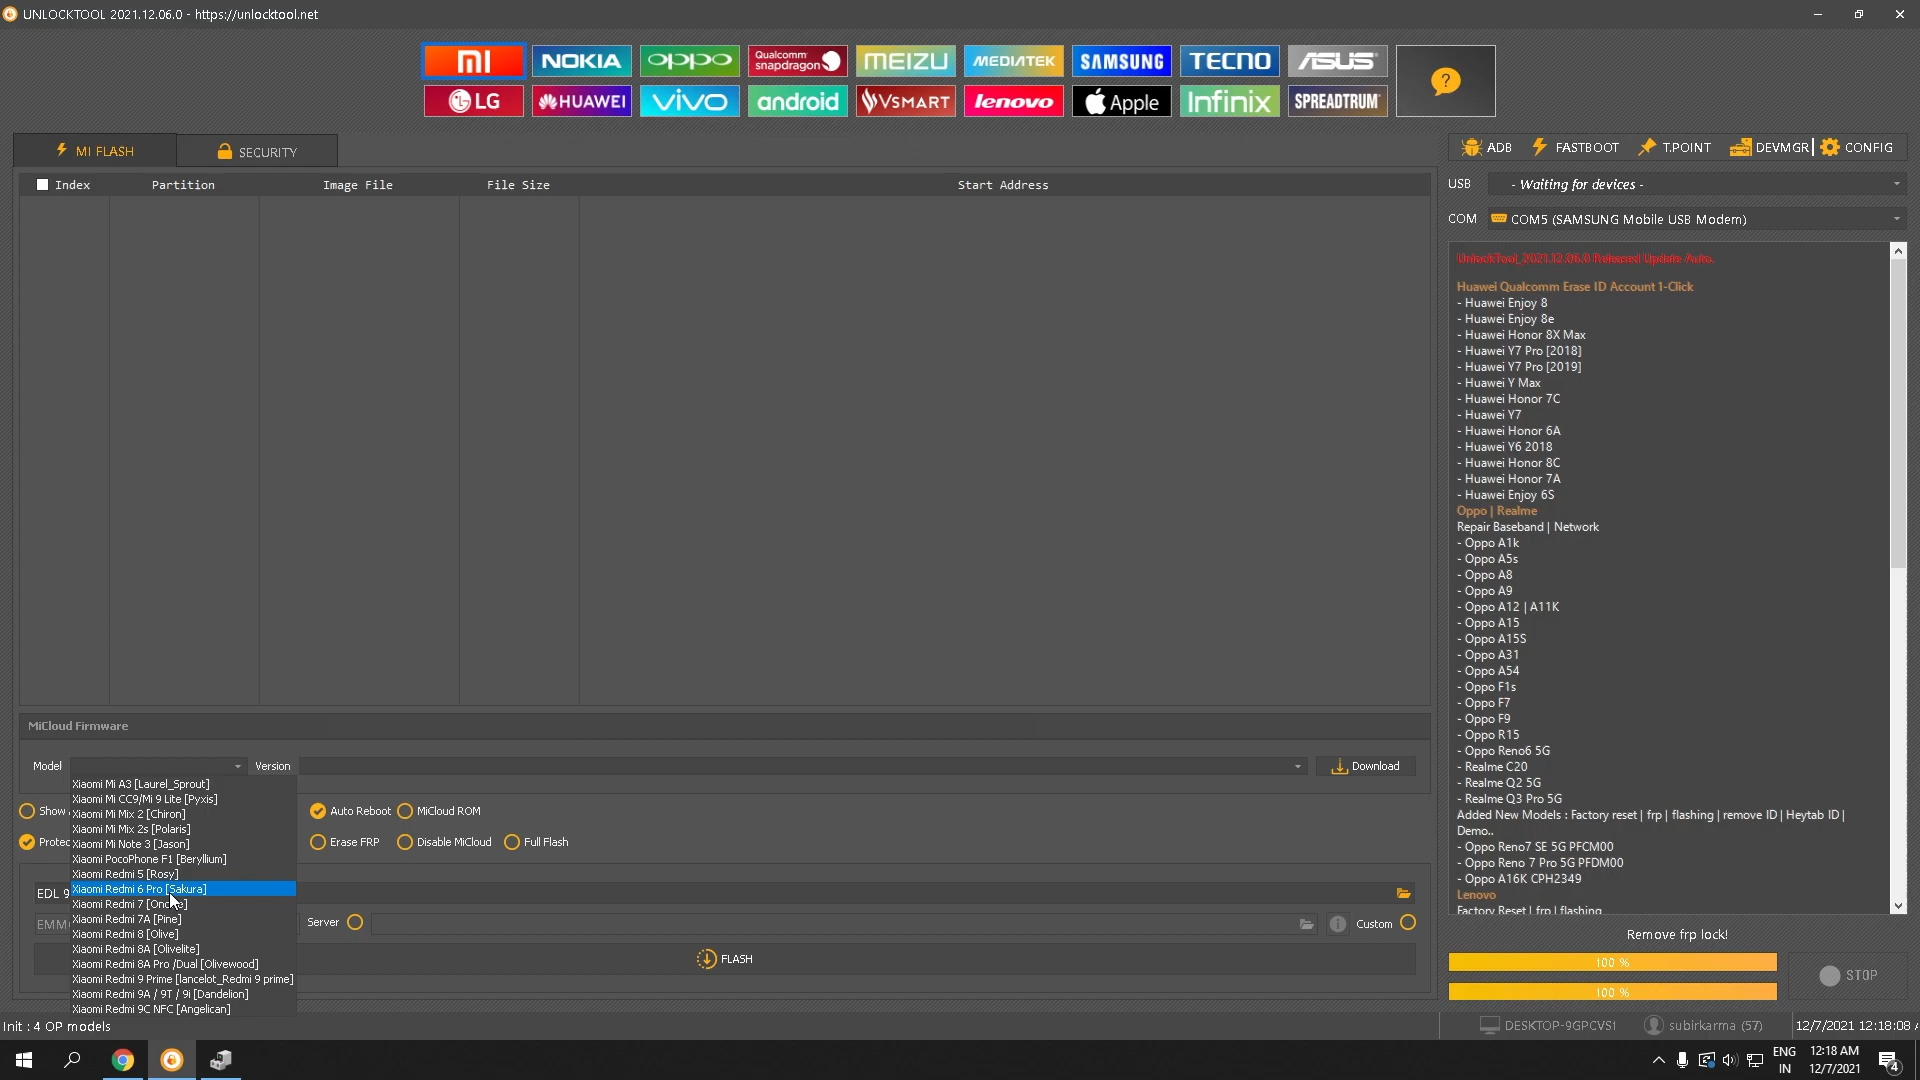 UNLOCKTOOL 2021.12.06.0 - https://unlocktool.net
MI
NOKIA
oppo
Qualcomm snapdragon
MEIZU
MEDIATEK
SAMSUNG
TECNO
ASUS
?
LG
HUAWEI
vivo
android
VSMART
lenovo
Apple
Infinix
SPREADTRUM
MI FLASH
SECURITY
ADB
FASTBOOT
T.POINT
DEVMGR
CONFIG
Index
Partition
Image File
File Size
Start Address
USB
- Waiting for devices -
COM
COM5 (SAMSUNG Mobile USB Modem)
UnlockTool_2021.12.06.0 Released Update Auto.
Huawei Qualcomm Erase ID Account 1-Click
- Huawei Enjoy 8
- Huawei Enjoy 8e
- Huawei Honor 8X Max
- Huawei Y7 Pro [2018]
- Huawei Y7 Pro [2019]
- Huawei Y Max
- Huawei Honor 7C
- Huawei Y7
- Huawei Honor 6A
- Huawei Y6 2018
- Huawei Honor 8C
- Huawei Honor 7A
- Huawei Enjoy 6S
Oppo | Realme
Repair Baseband | Network
- Oppo A1k
- Oppo A5s
- Oppo A8
- Oppo A9
- Oppo A12 | A11K
- Oppo A15
- Oppo A15S
- Oppo A31
- Oppo A54
- Oppo F1s
- Oppo F7
- Oppo F9
- Oppo R15
- Oppo Reno6 5G
- Realme C20
- Realme Q2 5G
- Realme Q3 Pro 5G
Added New Models : Factory reset | frp | flashing | remove ID | Heytab ID |
Demo..
- Oppo Reno7 SE 5G PFCM00
- Oppo Reno 7 Pro 5G PFDM00
- Oppo A16K CPH2349
Lenovo
Factory Reset | frp | flashing
MiCloud Firmware
Model
Version
Download
Xiaomi Mi A3 [Laurel_Sprout]
Xiaomi Mi CC9/Mi 9 Lite [Pyxis]
Xiaomi Mi Mix 2 [Chiron]
Xiaomi Mi Mix 2s [Polaris]
Xiaomi Mi Note 3 [Jason]
Xiaomi PocoPhone F1 [Beryllium]
Xiaomi Redmi 5 [Rosy]
Xiaomi Redmi 6 Pro [Sakura]
Xiaomi Redmi 7
Xiaomi Redmi 7A [Pine]
Xiaomi Redmi 8 [Olive]
Xiaomi Redmi 8A [Olivelite]
Xiaomi Redmi 8A Pro /Dual [Olivewood]
Xiaomi Redmi 9 Prime [lancelot_Redmi 9 prime]
Xiaomi Redmi 9A / 9T / 9i [Dandelion]
Xiaomi Redmi 9C NFC [Angelican]
Show
Auto Reboot
MiCloud ROM
Protec
Erase FRP
Disable MiCloud
Full Flash
EDL 9
EMM
Server
Custom
FLASH
Remove frp lock!
100 %
100 %
STOP
Init : 4 OP models
DESKTOP-9GPCVS1
subirkarma (57)
12/7/2021 12:18:08
ENG
IN
12:18 AM
12/7/2021
4